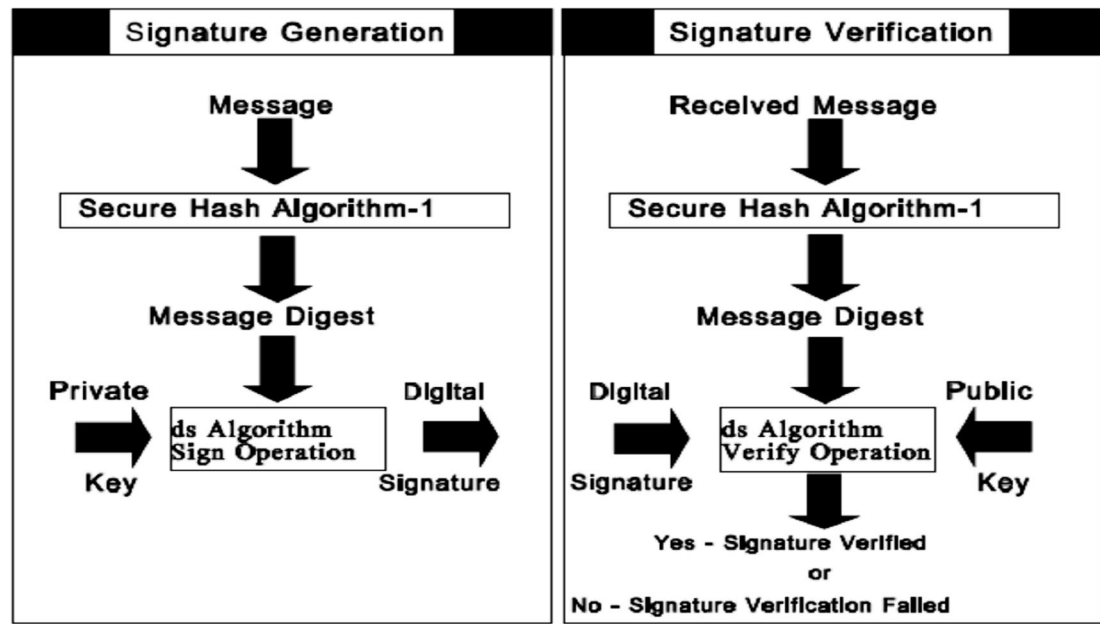 Signature Generation
Message
Secure Hash Algorithm-1
Message Digest
Private
Key
ds Algorithm
Sign Operation
Digital
Signature
Signature Verification
Received Message
Secure Hash Algorithm-1
Message Digest
Digital
Signature
ds Algorithm
Verify Operation
Public
Key
Yes - Signature Verified
or
No - Signature Verification Failed